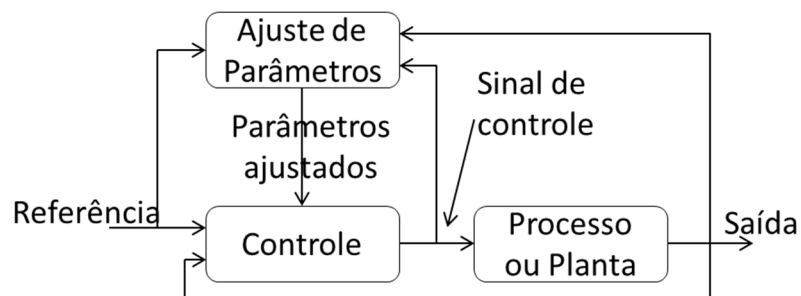 Ajuste de
Parâmetros
Sinal de
controle
Parâmetros
ajustados
Referência
Controle
Processo
ou Planta
Saída